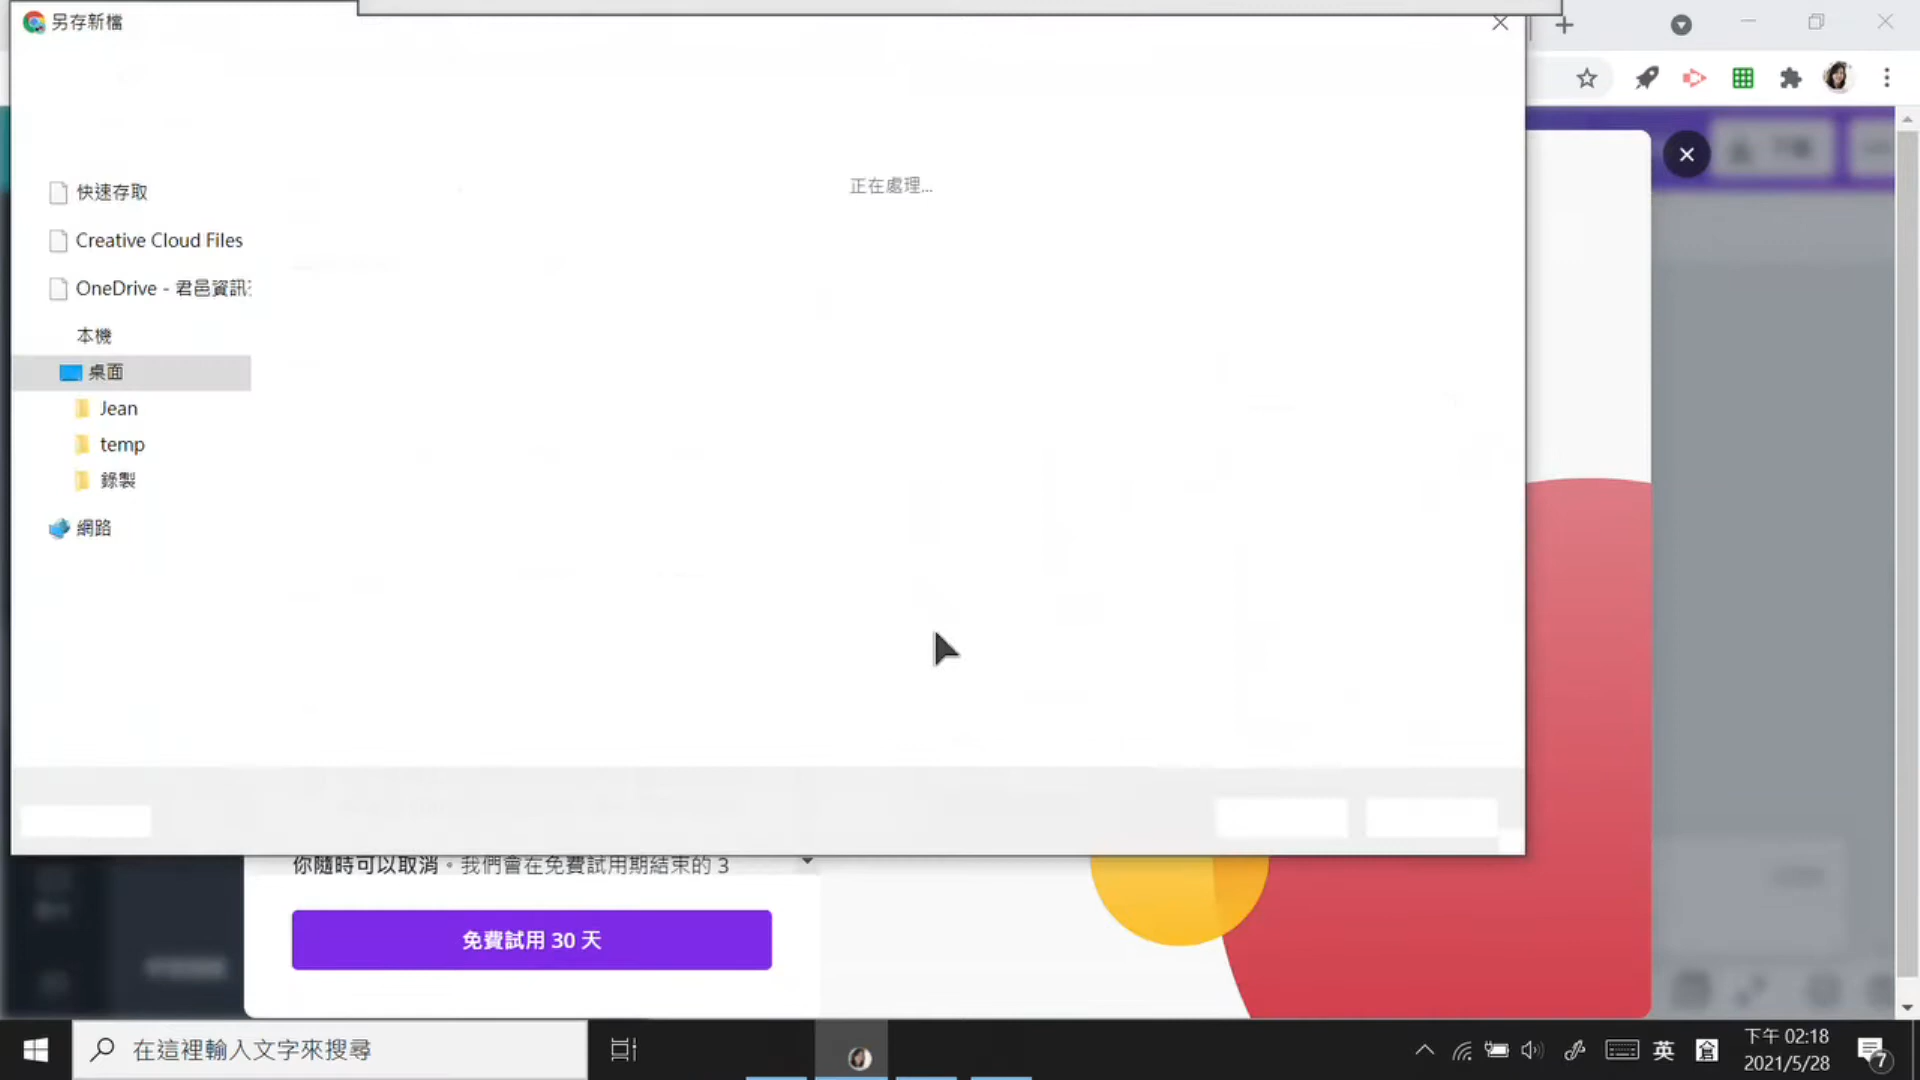 另存新檔
正在處理...
快速存取
Creative Cloud Files
OneDrive - 君邑資訊
本機
桌面
Jean
temp
錄製
網路
你隨時可以取消。我們會在免費試用期結束的 3
免費試用 30 天
在這裡輸入文字來搜尋
英
倉
下午 02:18
2021/5/28
7